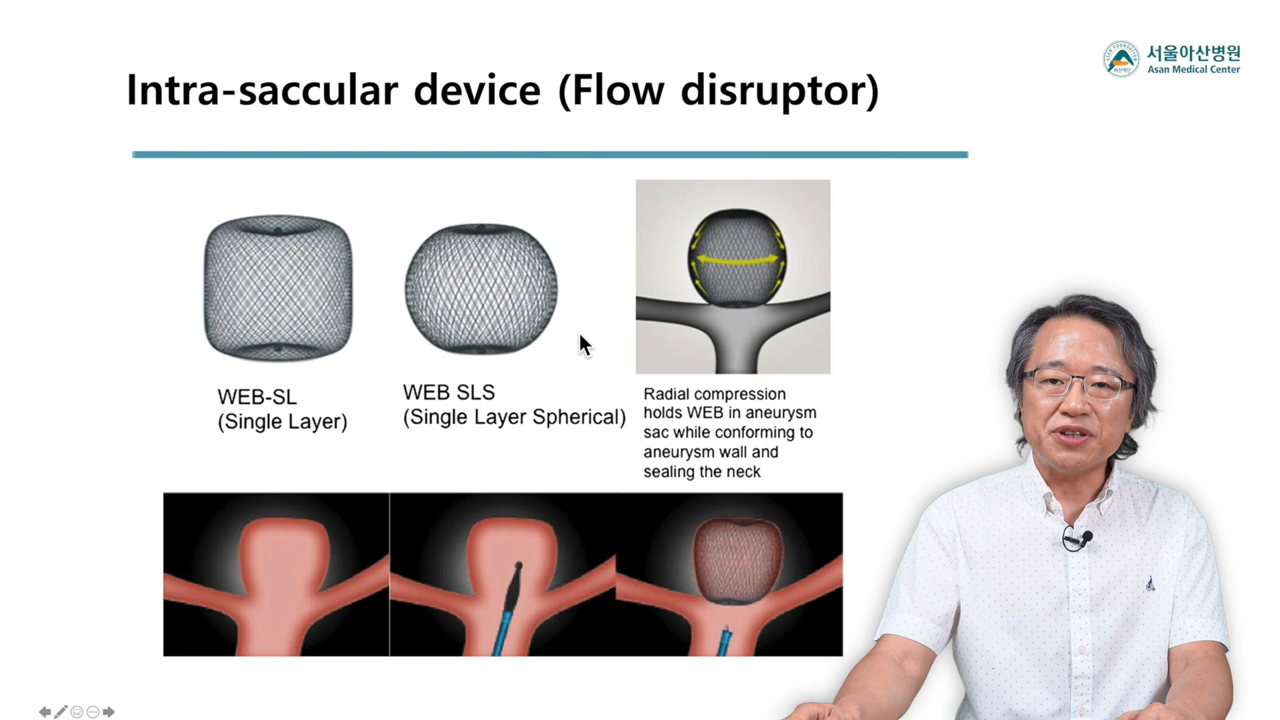 서울아산병원
Asan Medical Center
Intra-saccular device (Flow disruptor)
WEB-SL
(Single Layer)
WEB SLS
(Single Layer Spherical)
Radial compression
holds WEB in aneurysm
sac while conforming to
aneurysm wall and
sealing the neck